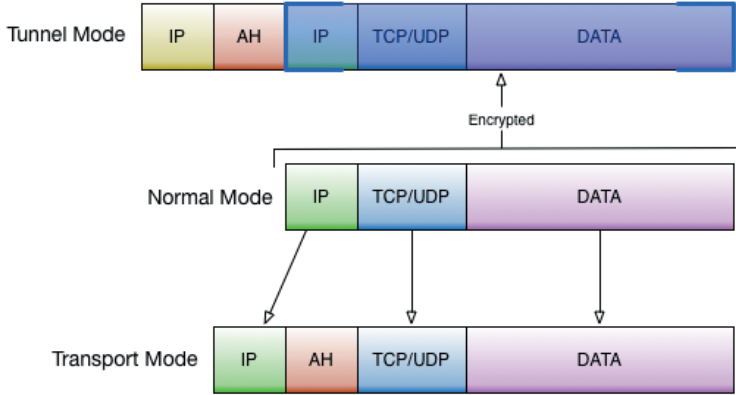 Tunnel Mode IP AH IP TCP/UDP DATA
Encrypted
Normal Mode IP TCP/UDP DATA
Transport Mode IP AH TCP/UDP DATA